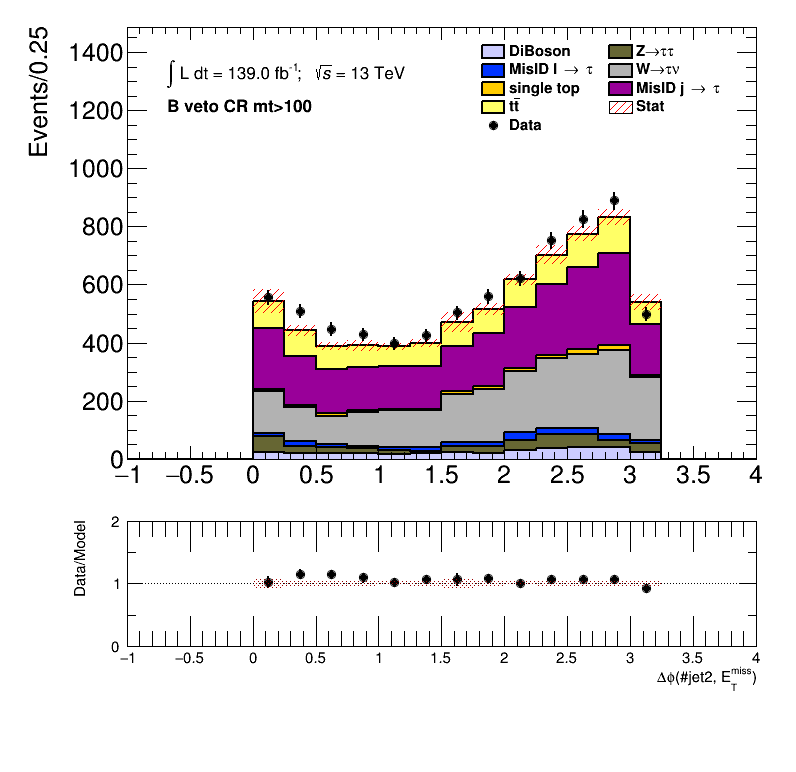 Events/0.25
1400
1200
1000
800
600
400
200
0
∫ L dt = 139.0 fb⁻¹; √s = 13 TeV
B veto CR mt>100
DiBoson
Z→ττ
MisID l → τ
W→τν
single top
MisID j → τ
tt̄
Stat
Data
−1 −0.5 0 0.5 1 1.5 2 2.5 3 3.5 4
Data/Model
2
1
0
−1 −0.5 0 0.5 1 1.5 2 2.5 3 3.5 4
Δφ(#jet2, E_T^miss)